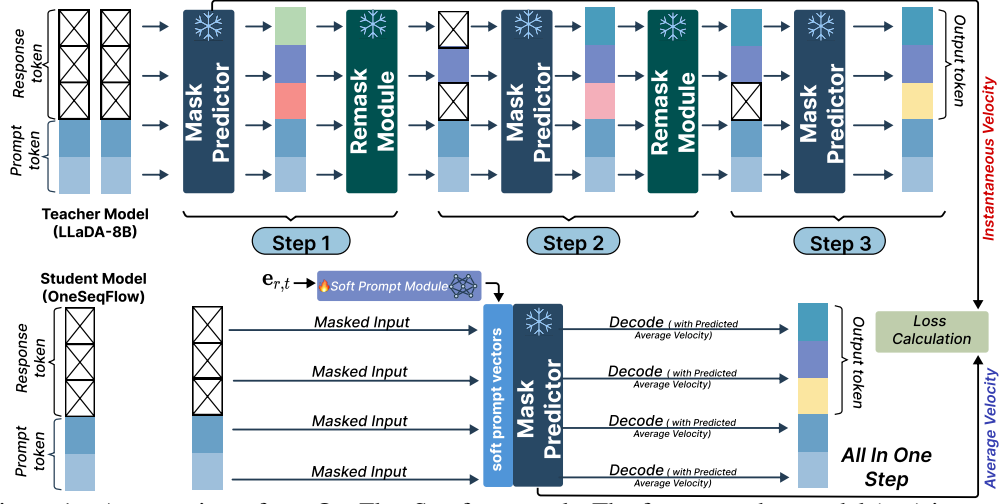 Response
token
Prompt
token
Mask
Predictor
Remask
Module
Mask
Predictor
Remask
Module
Mask
Predictor
Output token
Instantaneous Velocity
Teacher Model
(LLaDA-8B)
Step 1
Step 2
Step 3
Student Model
(OneSeqFlow)
e_{r,t}
Soft Prompt Module
Response
token
Prompt
token
Masked Input
Masked Input
Masked Input
Masked Input
soft prompt vectors
Mask
Predictor
Decode ( with Predicted
Average Velocity)
Decode ( with Predicted
Average Velocity)
Decode ( with Predicted
Average Velocity)
Decode ( with Predicted
Average Velocity)
Output token
Loss
Calculation
Average Velocity
All In One
Step